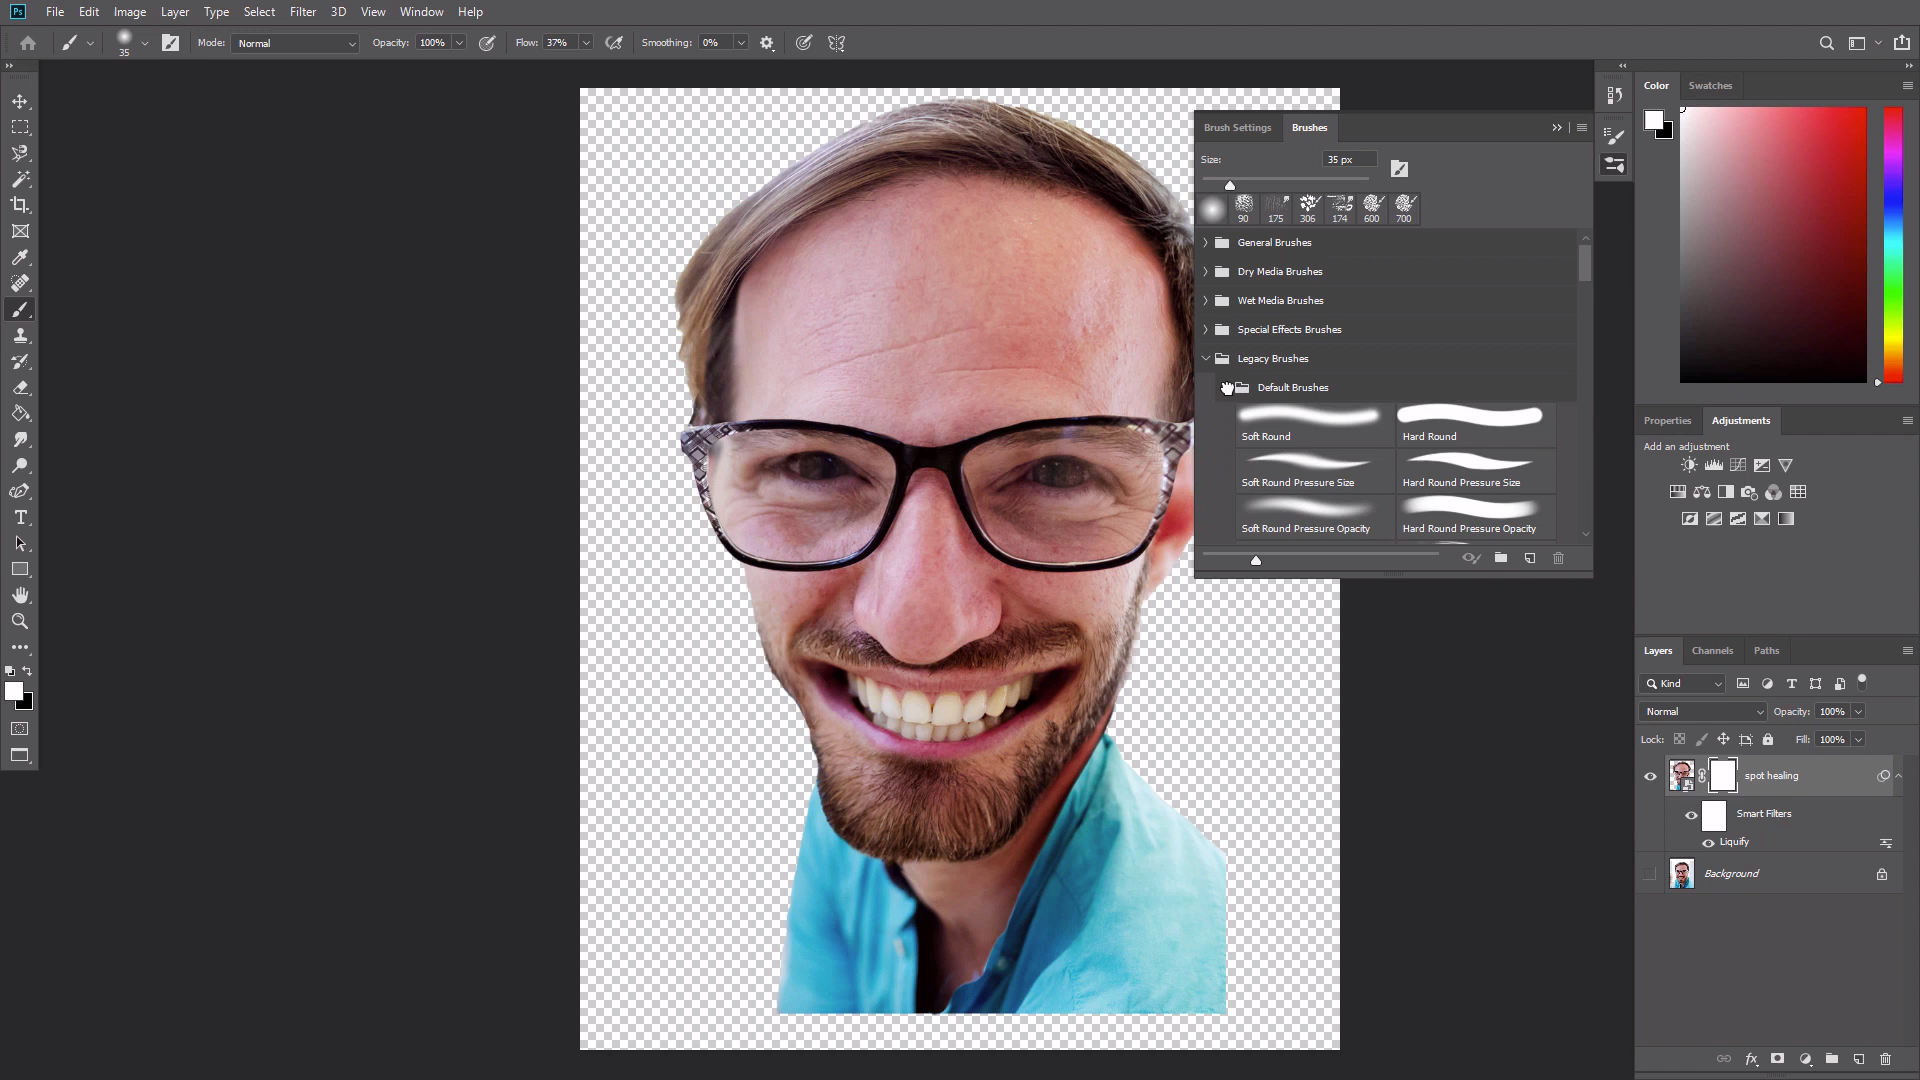 Ps File Edit Image Layer Type Select Filter 3D View Window Help
35 Mode: Normal Opacity: 100% Flow: 37% Smoothing: 0%
Brush Settings Brushes
Size: 35 px
90 175 306 174 600 700
General Brushes
Dry Media Brushes
Wet Media Brushes
Special Effects Brushes
Legacy Brushes
Default Brushes
Soft Round Hard Round
Soft Round Pressure Size Hard Round Pressure Size
Soft Round Pressure Opacity Hard Round Pressure Opacity
Color Swatches
Properties Adjustments
Add an adjustment
Layers Channels Paths
Kind
Normal Opacity: 100%
Lock: Fill: 100%
spot healing
Smart Filters
Liquify
Background